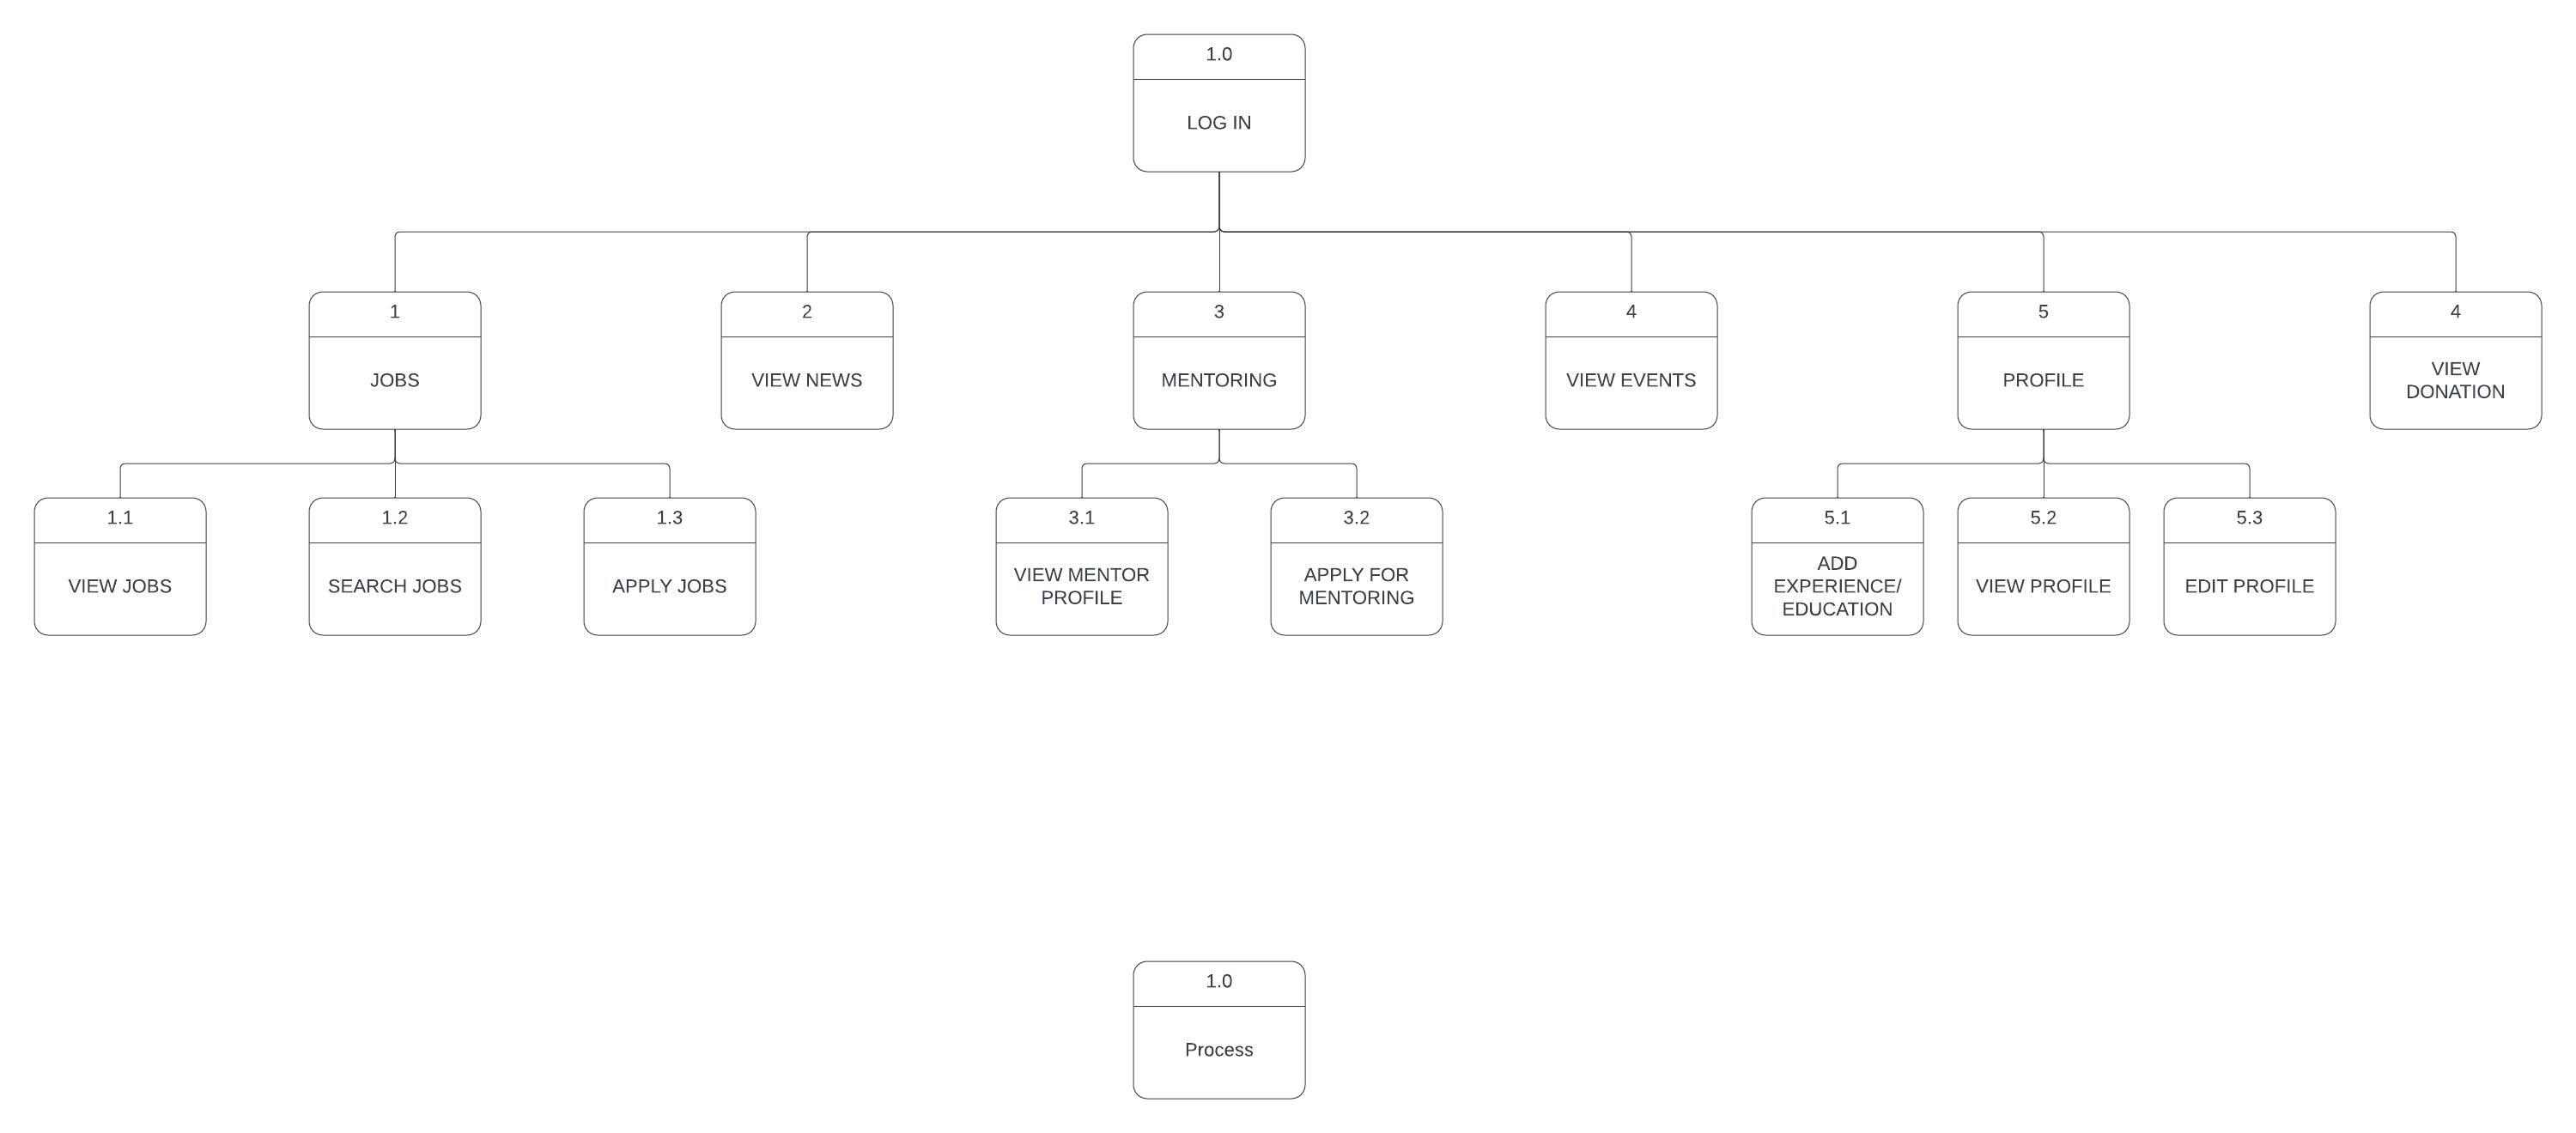 1.0
LOG IN
1
JOBS
2
VIEW NEWS
3
MENTORING
4
VIEW EVENTS
5
PROFILE
4
VIEW
DONATION
1.1
VIEW JOBS
1.2
SEARCH JOBS
1.3
APPLY JOBS
3.1
VIEW MENTOR
PROFILE
3.2
APPLY FOR
MENTORING
5.1
ADD
EXPERIENCE/
EDUCATION
5.2
VIEW PROFILE
5.3
EDIT PROFILE
1.0
Process